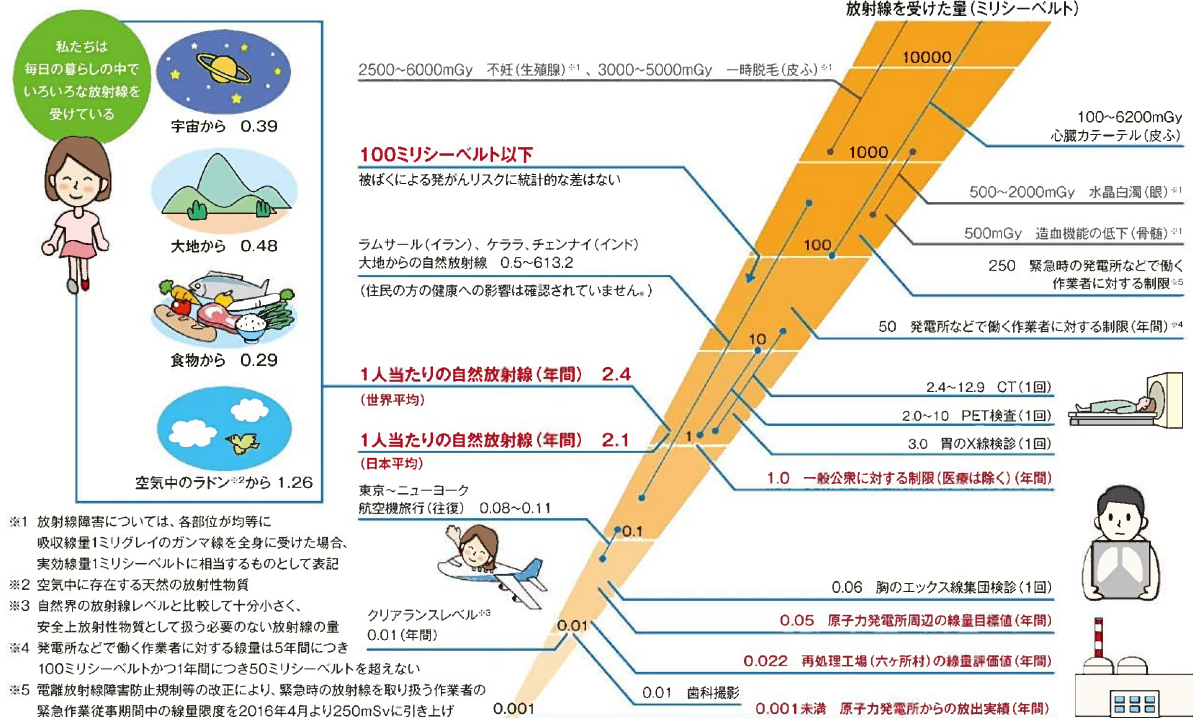 放射線を受けた量(ミリシーベルト)
私たちは
毎日の暮らしの中で
いろいろな放射線を
受けている
宇宙から 0.39
大地から 0.48
食物から 0.29
空気中のラドン※2から 1.26
10000
1000
100
10
1
0.1
0.01
0.001
2500~6000mGy 不妊(生殖腺)※1、3000~5000mGy 一時脱毛(皮ふ)※1
100ミリシーベルト以下
被ばくによる発がんリスクに統計的な差はない
ラムサール(イラン)、ケララ、チェンナイ(インド)
大地からの自然放射線 0.5~613.2
(住民の方の健康への影響は確認されていません。)
1人当たりの自然放射線(年間) 2.4
(世界平均)
1人当たりの自然放射線(年間) 2.1
(日本平均)
東京~ニューヨーク
航空機旅行(往復) 0.08~0.11
クリアランスレベル※3
0.01(年間)
100~6200mGy
心臓カテーテル(皮ふ)
500~2000mGy 水晶白濁(眼)※1
500mGy 造血機能の低下(骨髄)※1
250 緊急時の発電所などで働く
作業者に対する制限※5
50 発電所などで働く作業者に対する制限(年間)※4
2.4~12.9 CT(1回)
2.0~10 PET検査(1回)
3.0 胃のX線検診(1回)
1.0 一般公衆に対する制限(医療は除く)(年間)
0.06 胸のエックス線集団検診(1回)
0.05 原子力発電所周辺の線量目標値(年間)
0.022 再処理工場(六ヶ所村)の線量評価値(年間)
0.01 歯科撮影
0.001未満 原子力発電所からの放出実績(年間)
※1 放射線障害については、各部位が均等に
吸収線量1ミリグレイのガンマ線を全身に受けた場合、
実効線量1ミリシーベルトに相当するものとして表記
※2 空気中に存在する天然の放射性物質
※3 自然界の放射線レベルと比較して十分小さく、
安全上放射性物質として扱う必要のない放射線の量
※4 発電所などで働く作業者に対する線量は5年間につき
100ミリシーベルトかつ1年間につき50ミリシーベルトを超えない
※5 電離放射線障害防止規則等の改正により、緊急時の放射線を取り扱う作業者の
緊急作業従事期間中の線量限度を2016年4月より250mSvに引き上げ